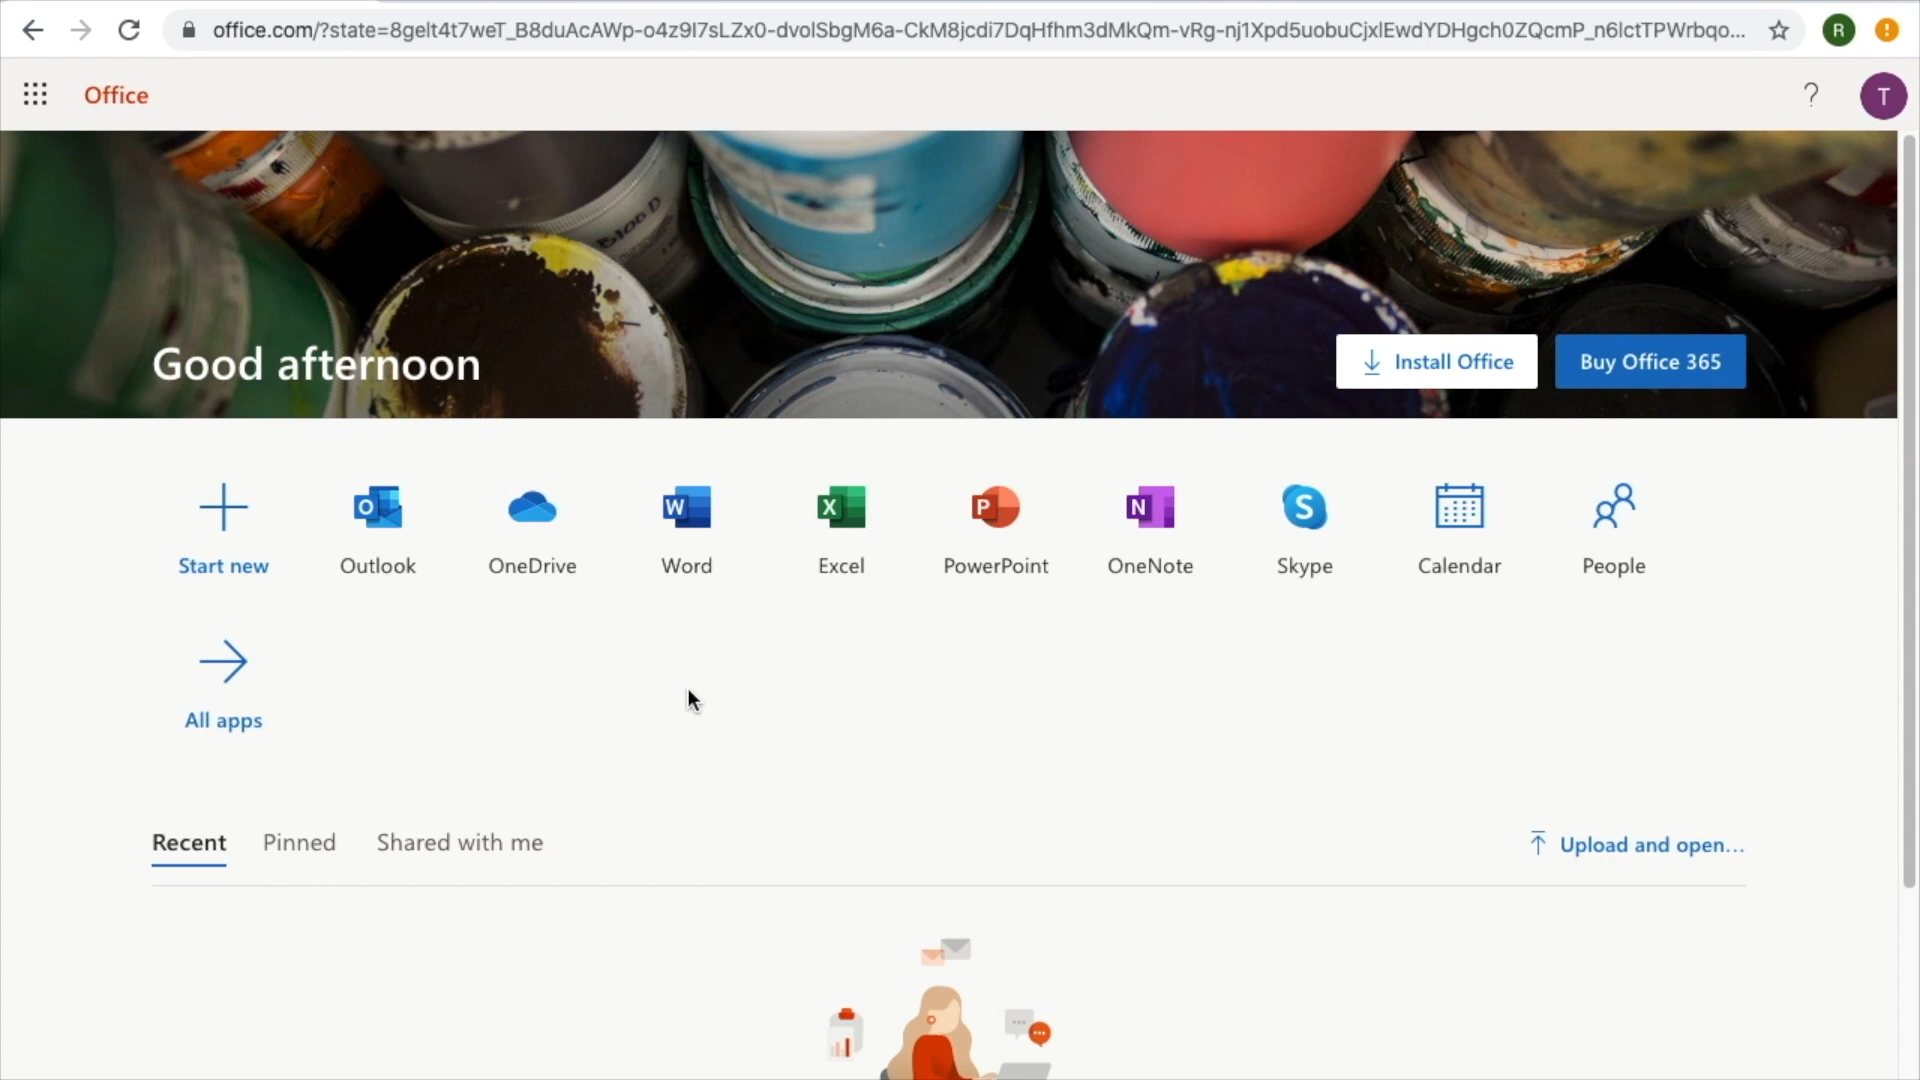 office.com/?state=8gelt4t7weT_B8duAcAWp-o4z9I7sLZx0-dvolSbgM6a-CkM8jcdi7DqHfhm3dMkQm-vRg-nj1Xpd5uobuCjxlEwdYDHgch0ZQcmP_n6lctTPWrbqo...
R
Office
?
T
Good afternoon
Install Office
Buy Office 365
Start new
Outlook
OneDrive
Word
Excel
PowerPoint
OneNote
Skype
Calendar
People
All apps
Recent
Pinned
Shared with me
Upload and open...